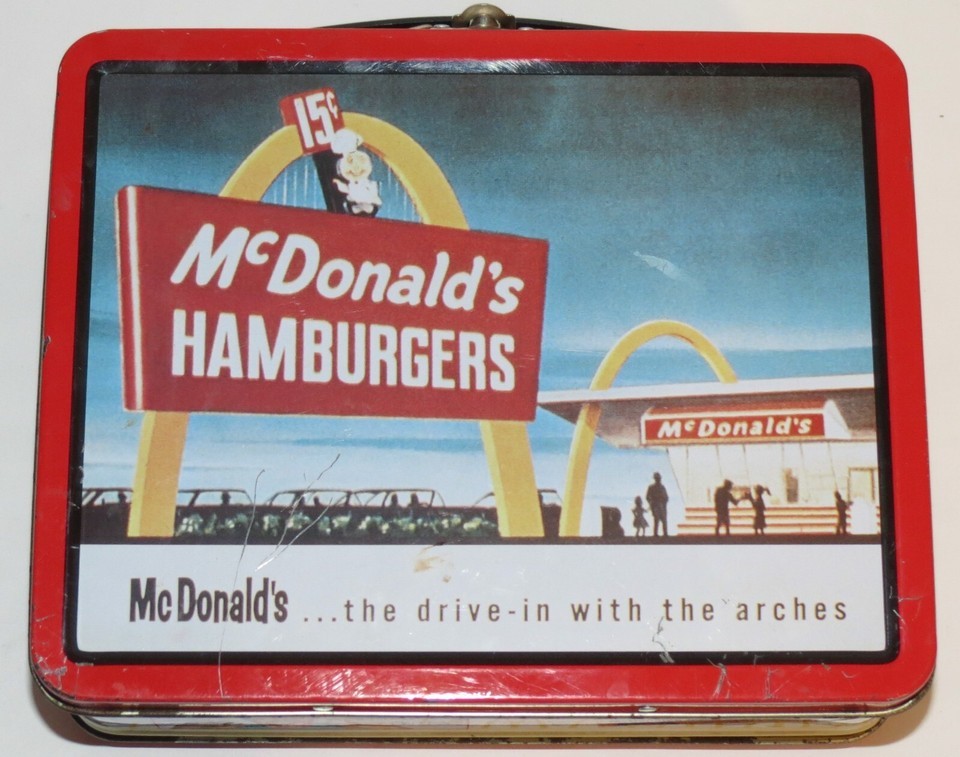 15¢
McDonald's
HAMBURGERS
McDonald's
McDonald's ...the drive-in with the arches